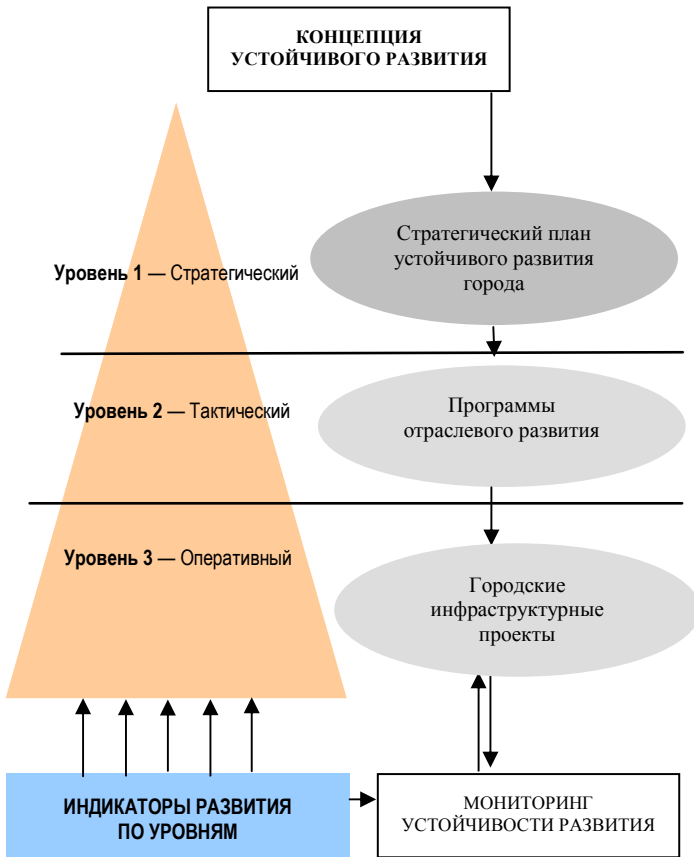 КОНЦЕПЦИЯ
УСТОЙЧИВОГО РАЗВИТИЯ
Стратегический план
устойчивого развития
города
Уровень 1 — Стратегический
Программы
отраслевого развития
Уровень 2 — Тактический
Уровень 3 — Оперативный
Городские
инфраструктурные
проекты
ИНДИКАТОРЫ РАЗВИТИЯ
ПО УРОВНЯМ
МОНИТОРИНГ
УСТОЙЧИВОСТИ РАЗВИТИЯ